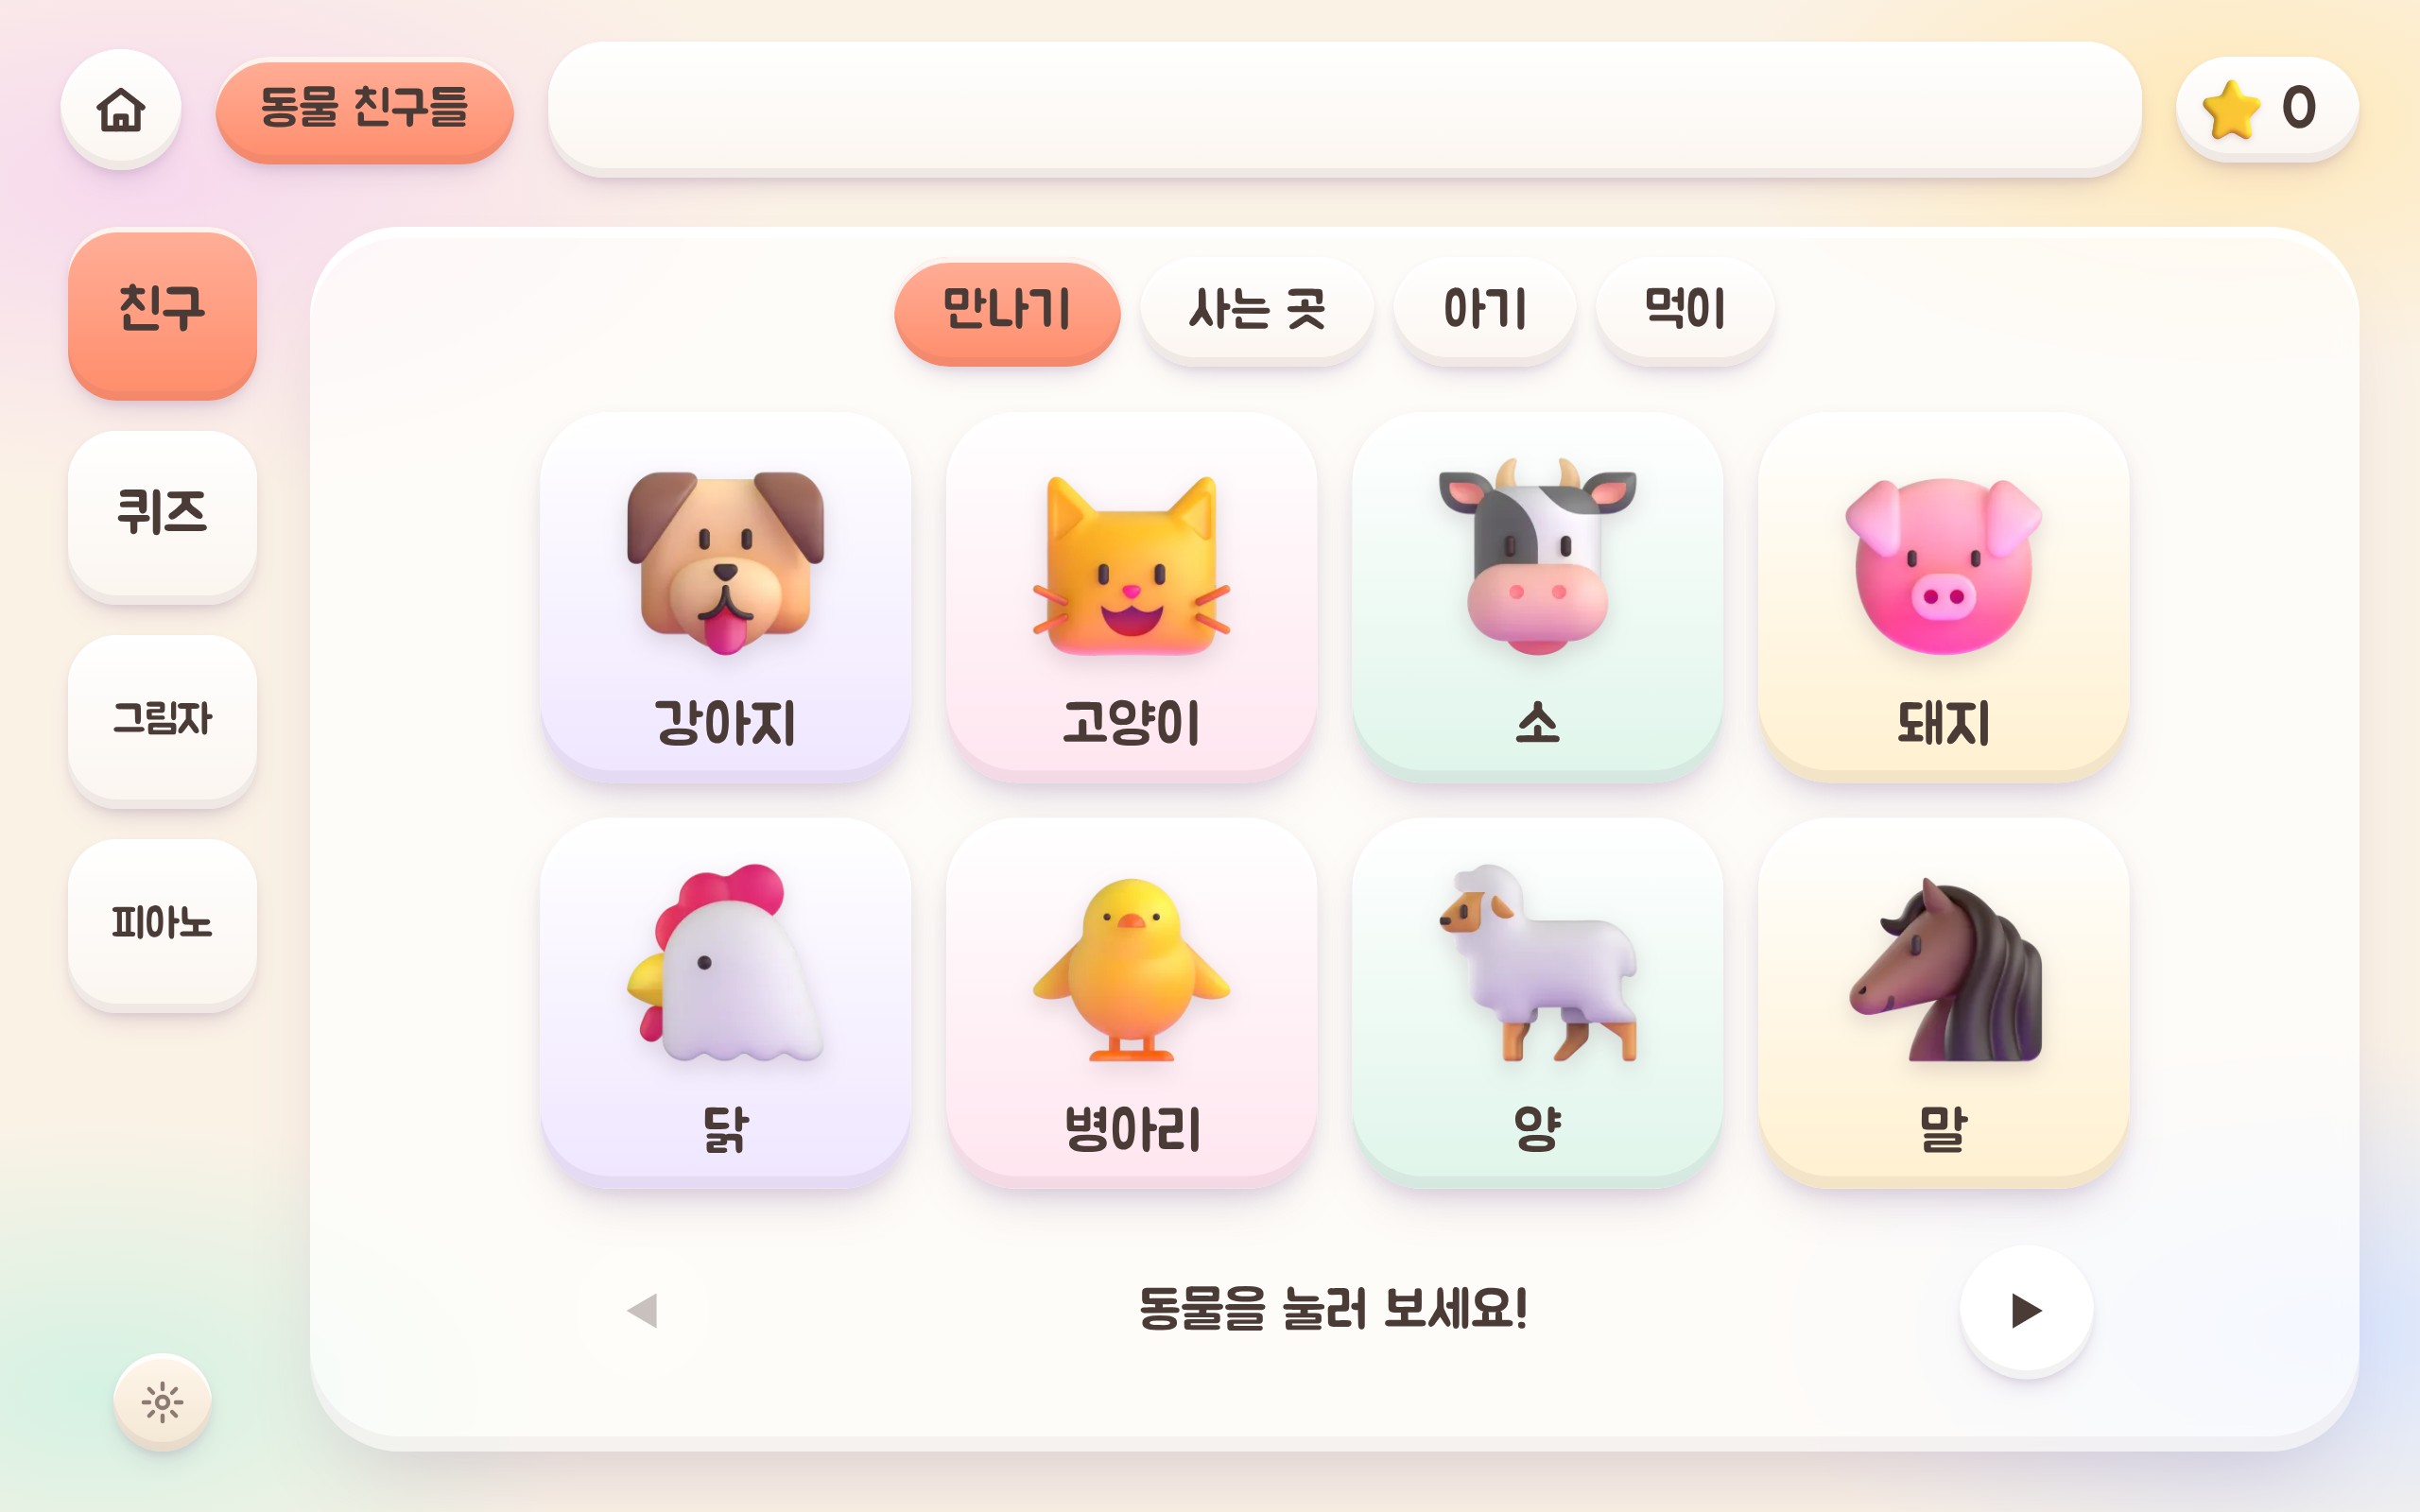 동물 친구들
0
친구
퀴즈
그림자
피아노
만나기 사는 곳 아기 먹이
강아지 고양이 소 돼지
닭 병아리 양 말
동물을 눌러 보세요!